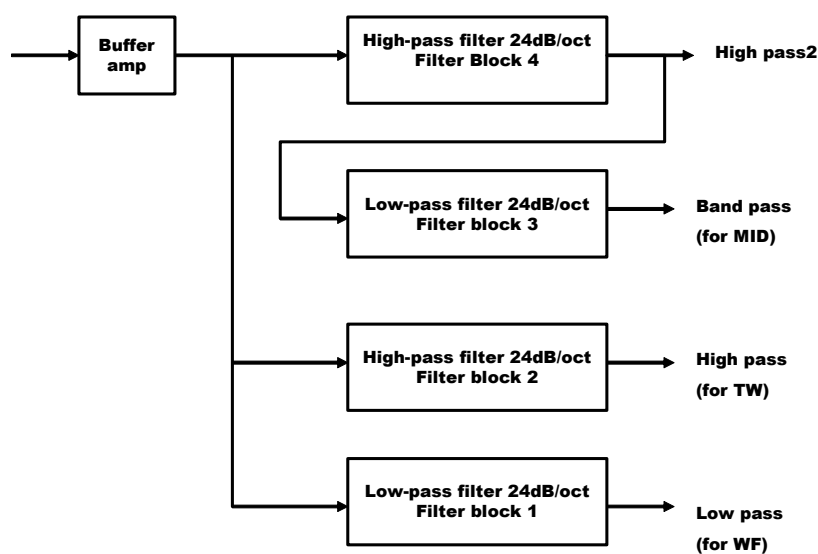 Buffer
amp
High-pass filter 24dB/oct
Filter Block 4
High pass2
Low-pass filter 24dB/oct
Filter block 3
Band pass
(for MID)
High-pass filter 24dB/oct
Filter block 2
High pass
(for TW)
Low-pass filter 24dB/oct
Filter block 1
Low pass
(for WF)